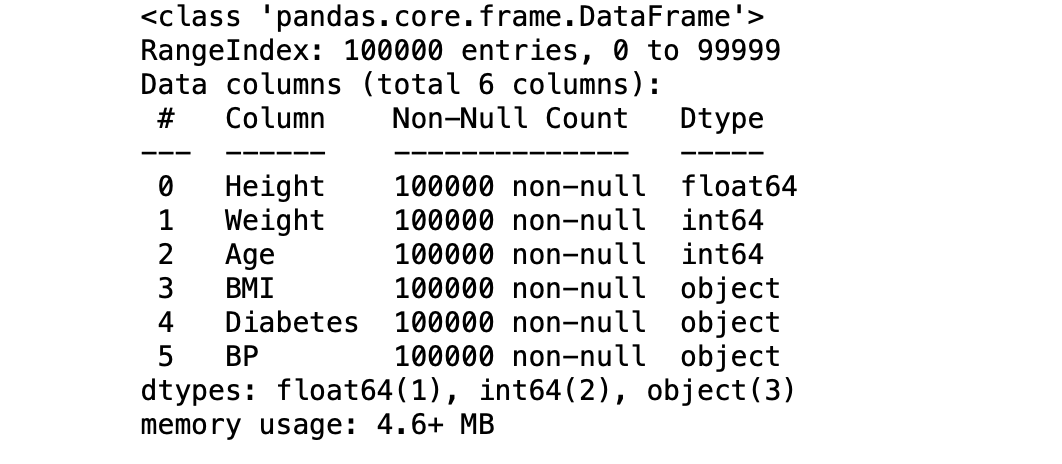 <class 'pandas.core.frame.DataFrame'>
RangeIndex: 100000 entries, 0 to 99999
Data columns (total 6 columns):
 #   Column    Non-Null Count   Dtype
---  ------    --------------   -----
 0   Height    100000 non-null  float64
 1   Weight    100000 non-null  int64
 2   Age       100000 non-null  int64
 3   BMI       100000 non-null  object
 4   Diabetes  100000 non-null  object
 5   BP        100000 non-null  object
dtypes: float64(1), int64(2), object(3)
memory usage: 4.6+ MB